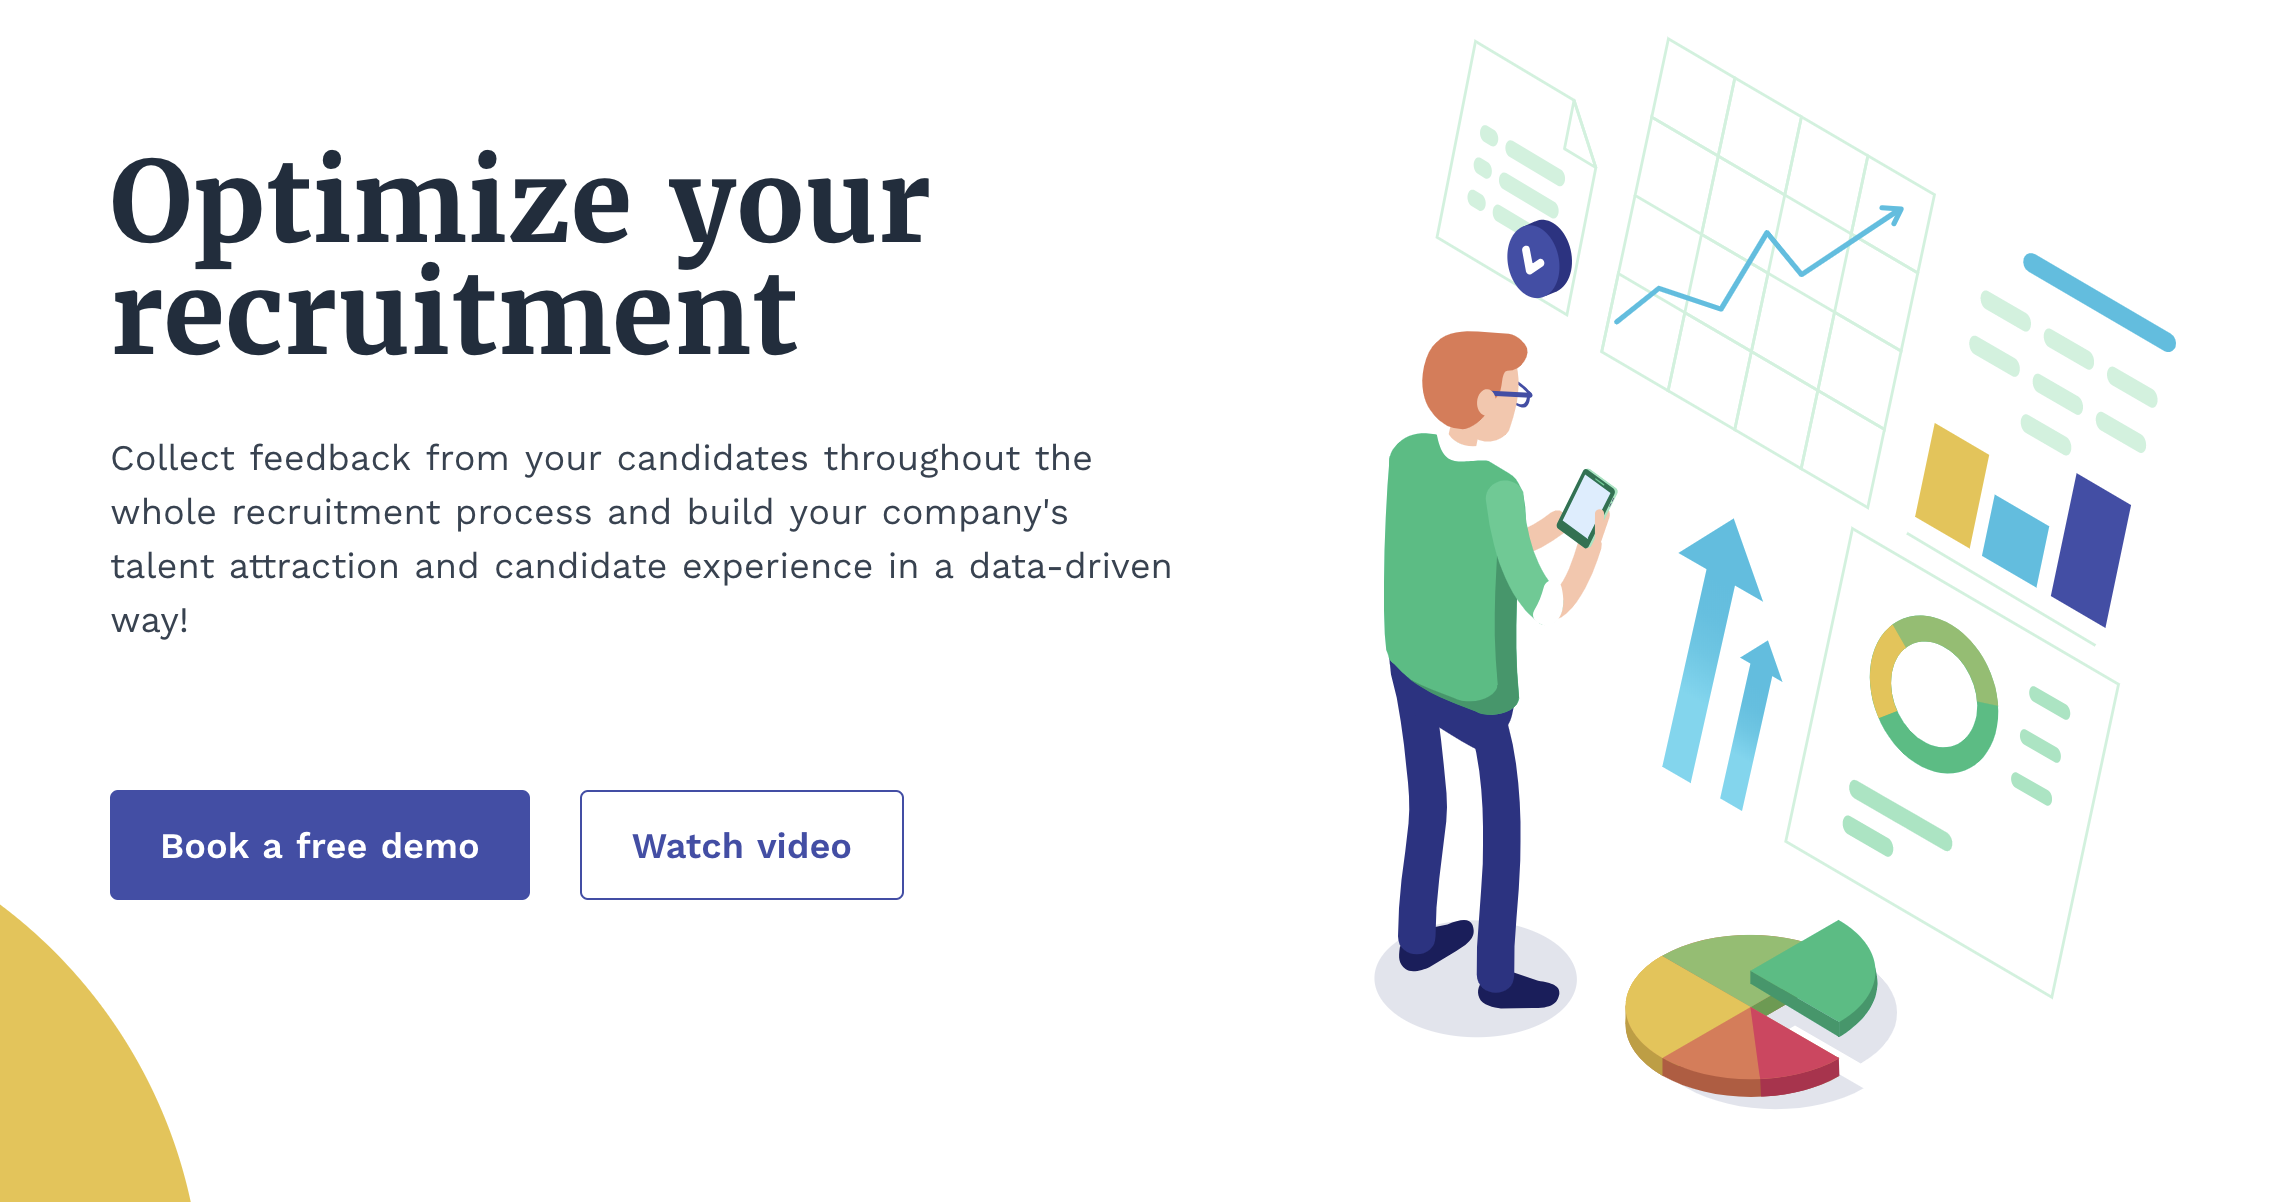 Optimize your
recruitment
Collect feedback from your candidates throughout the
whole recruitment process and build your company's
talent attraction and candidate experience in a data-driven
way!
Book a free demo
Watch video